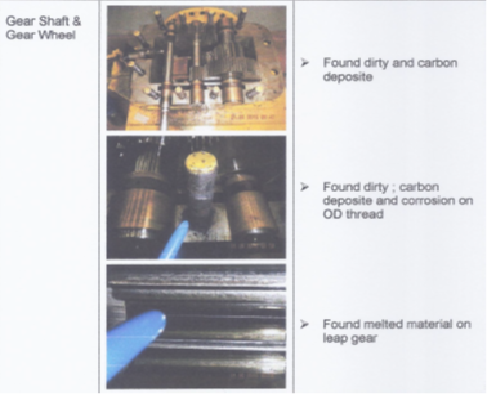 Gear Shaft &
Gear Wheel
➢ Found dirty and carbon
deposite
➢ Found dirty ; carbon
deposite and corrosion on
OD thread
➢ Found melted material on
leap gear